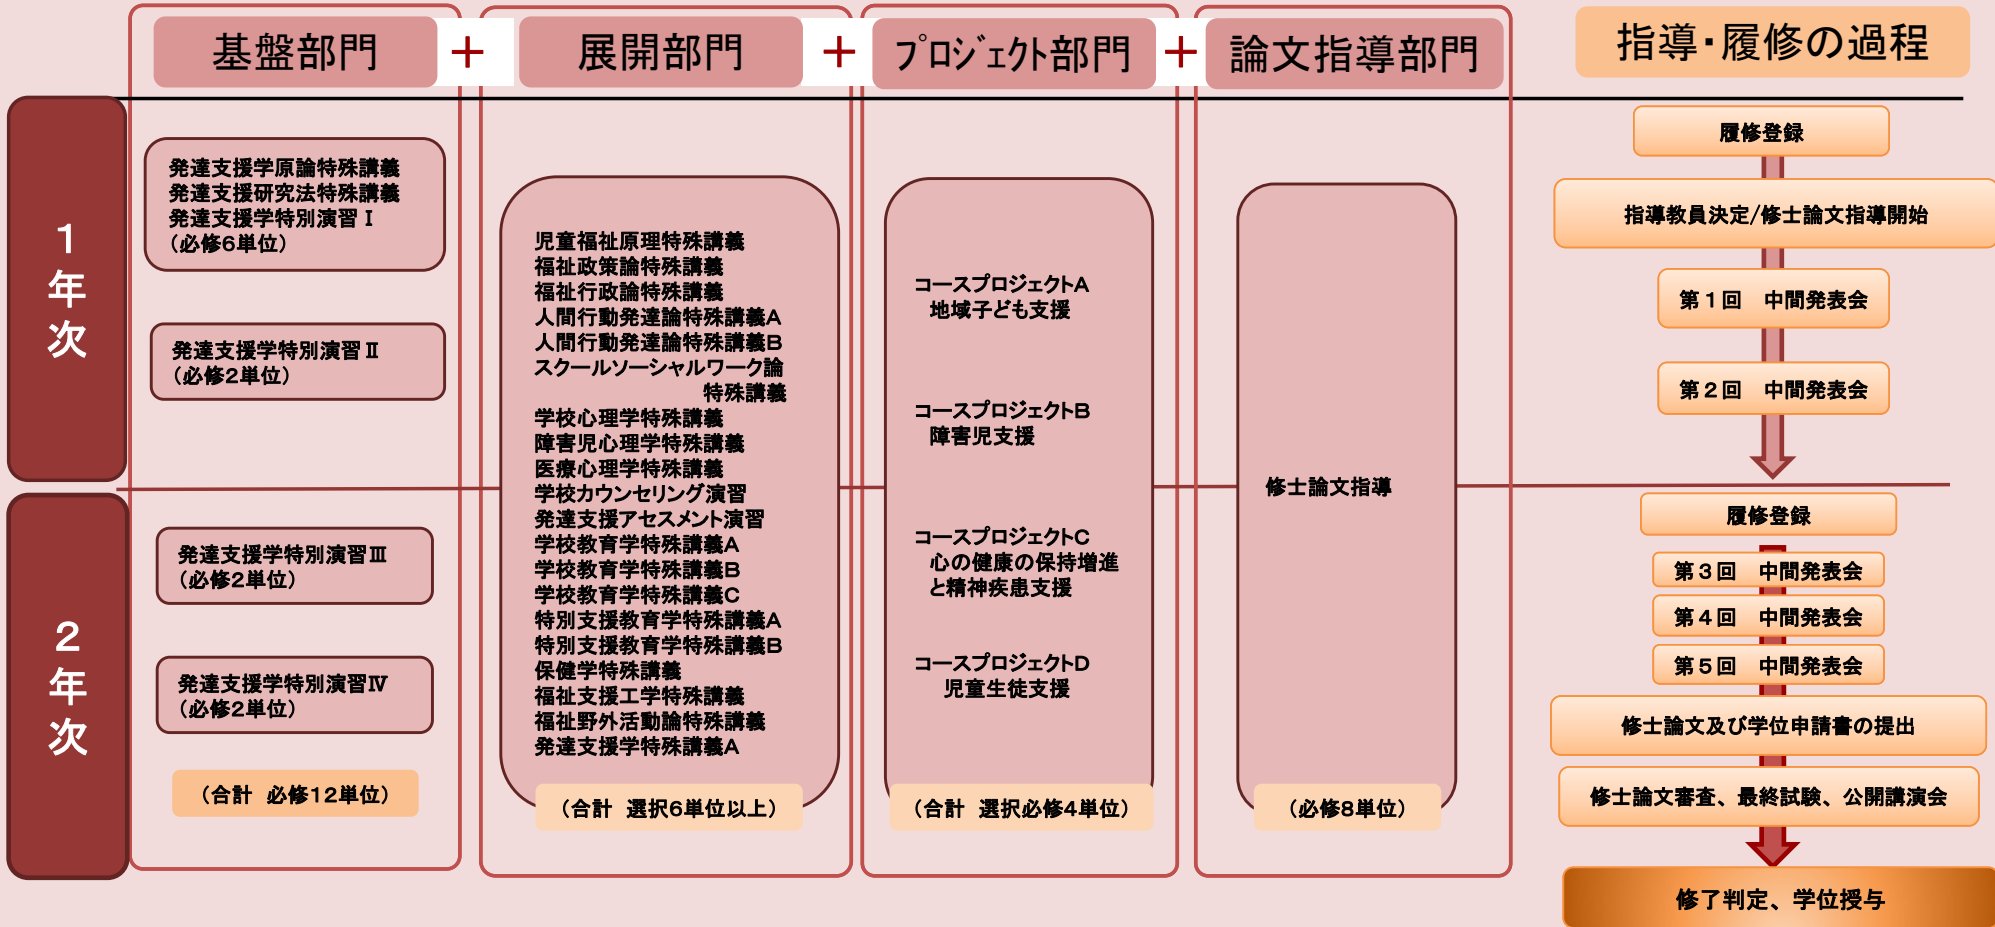 基盤部門
+
展開部門
+
プロジェクト部門
+
論文指導部門
指導・履修の過程
1年次
発達支援学原論特殊講義
発達支援研究法特殊講義
発達支援学特別演習Ⅰ
(必修6単位)
発達支援学特別演習Ⅱ
(必修2単位)
2年次
発達支援学特別演習Ⅲ
(必修2単位)
発達支援学特別演習Ⅳ
(必修2単位)
(合計 必修12単位)
児童福祉原理特殊講義
福祉政策論特殊講義
福祉行政論特殊講義
人間行動発達論特殊講義A
人間行動発達論特殊講義B
スクールソーシャルワーク論
特殊講義
学校心理学特殊講義
障害児心理学特殊講義
医療心理学特殊講義
学校カウンセリング演習
発達支援アセスメント演習
学校教育学特殊講義A
学校教育学特殊講義B
学校教育学特殊講義C
特別支援教育学特殊講義A
特別支援教育学特殊講義B
保健学特殊講義
福祉支援工学特殊講義
福祉野外活動論特殊講義
発達支援学特殊講義A
(合計 選択6単位以上)
コースプロジェクトA
地域子ども支援
コースプロジェクトB
障害児支援
コースプロジェクトC
心の健康の保持増進
と精神疾患支援
コースプロジェクトD
児童生徒支援
(合計 選択必修4単位)
修士論文指導
(必修8単位)
履修登録
指導教員決定/修士論文指導開始
第1回 中間発表会
第2回 中間発表会
履修登録
第3回 中間発表会
第4回 中間発表会
第5回 中間発表会
修士論文及び学位申請書の提出
修士論文審査、最終試験、公開講演会
修了判定、学位授与